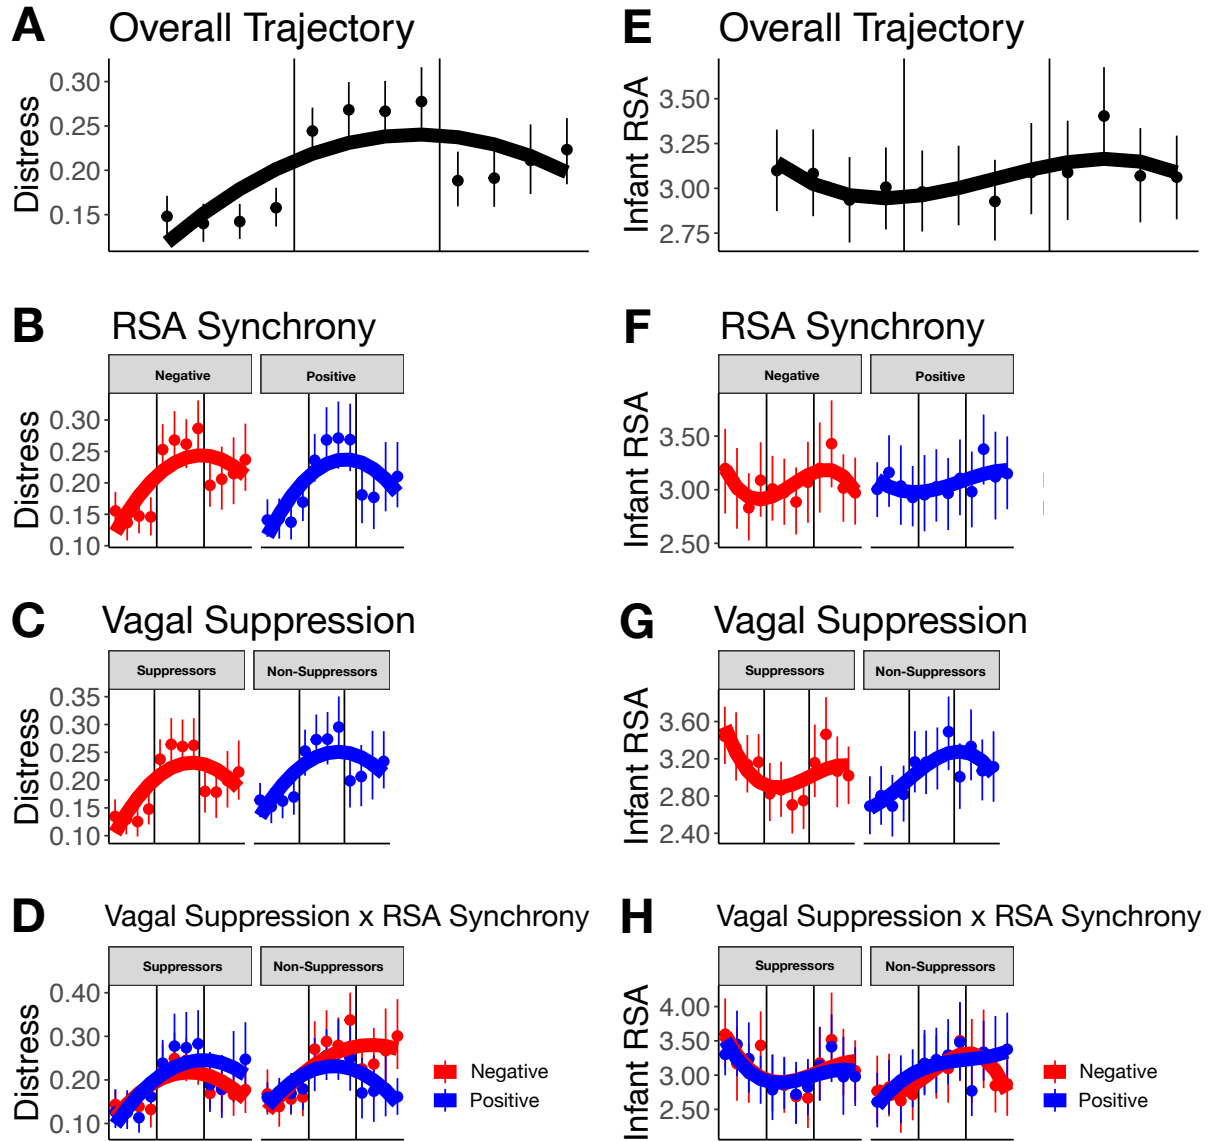 A Overall Trajectory
Distress
0.30
0.25
0.20
0.15
E Overall Trajectory
Infant RSA
3.50
3.25
3.00
2.75
B RSA Synchrony
Negative Positive
Distress
0.30
0.25
0.20
0.15
0.10
F RSA Synchrony
Negative Positive
Infant RSA
3.50
3.00
2.50
C Vagal Suppression
Suppressors Non-Suppressors
Distress
0.35
0.30
0.25
0.20
0.15
0.10
G Vagal Suppression
Suppressors Non-Suppressors
Infant RSA
3.60
3.20
2.80
2.40
D Vagal Suppression x RSA Synchrony
Suppressors Non-Suppressors
Distress
0.40
0.30
0.20
0.10
Negative
Positive
H Vagal Suppression x RSA Synchrony
Suppressors Non-Suppressors
Infant RSA
4.00
3.50
3.00
2.50
Negative
Positive